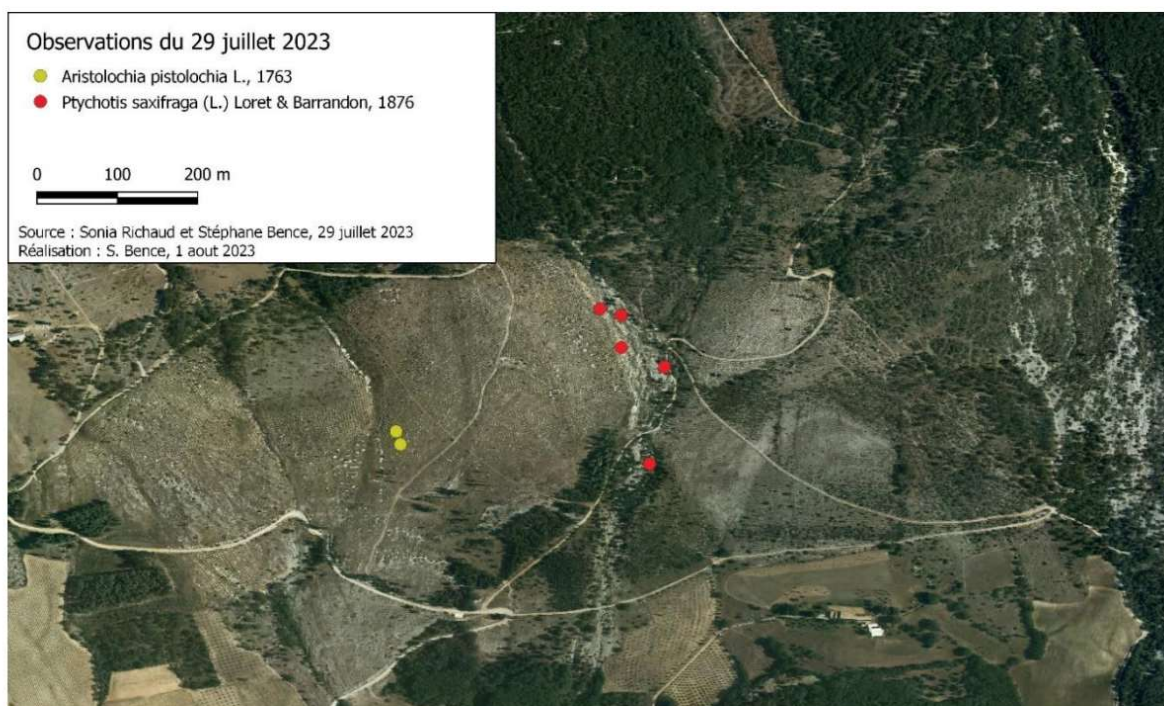 Observations du 29 juillet 2023
Aristolochia pistolochia L., 1763
Ptychotis saxifraga (L.) Loret & Barrandon, 1876
0 100 200 m
Source : Sonia Richaud et Stéphane Bence, 29 juillet 2023
Réalisation : S. Bence, 1 aout 2023